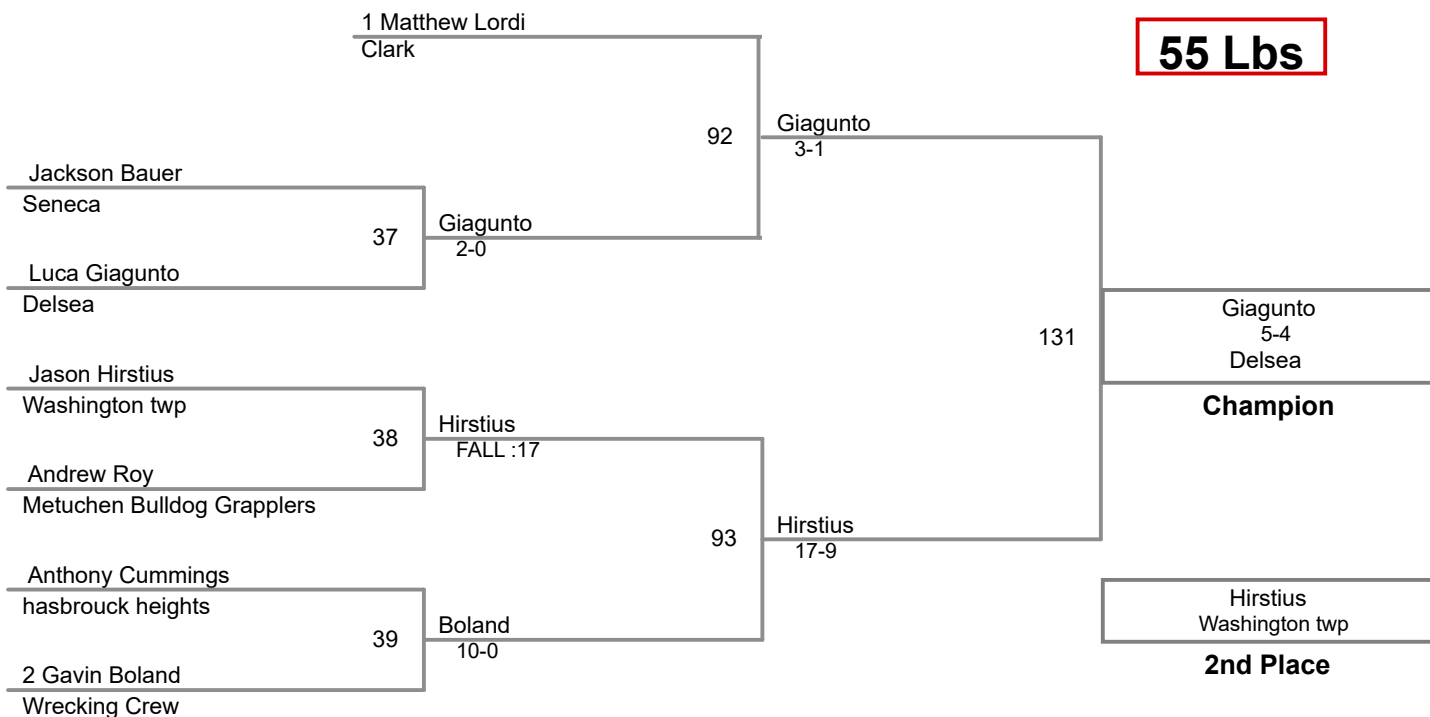 1 Matthew Lordi
Clark
55 Lbs
92
Giagunto
3-1
Jackson Bauer
Seneca
37
Giagunto
2-0
Luca Giagunto
Delsea
131
Giagunto
5-4
Delsea
Champion
Jason Hirstius
Washington twp
38
Hirstius
FALL :17
Andrew Roy
Metuchen Bulldog Grapplers
93
Hirstius
17-9
Anthony Cummings
hasbrouck heights
39
Boland
10-0
2 Gavin Boland
Wrecking Crew
Hirstius
Washington twp
2nd Place